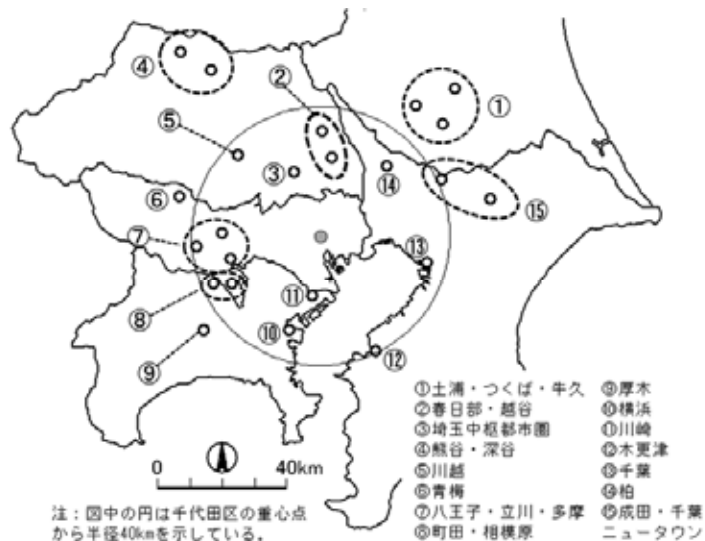 ④
②
①
⑤
③
⑭
⑥
⑮
⑦
⑬
⑪
⑧
⑩
⑨
⑫
0 40km
注：図中の円は千代田区の重心点
から半径40kmを示している。
①土浦・つくば・牛久
②春日部・越谷
③埼玉中枢都市圏
④熊谷・深谷
⑤川越
⑥青梅
⑦八王子・立川・多摩
⑧町田・相模原
⑨厚木
⑩横浜
⑪川崎
⑫木更津
⑬千葉
⑭柏
⑮成田・千葉
ニュータウン